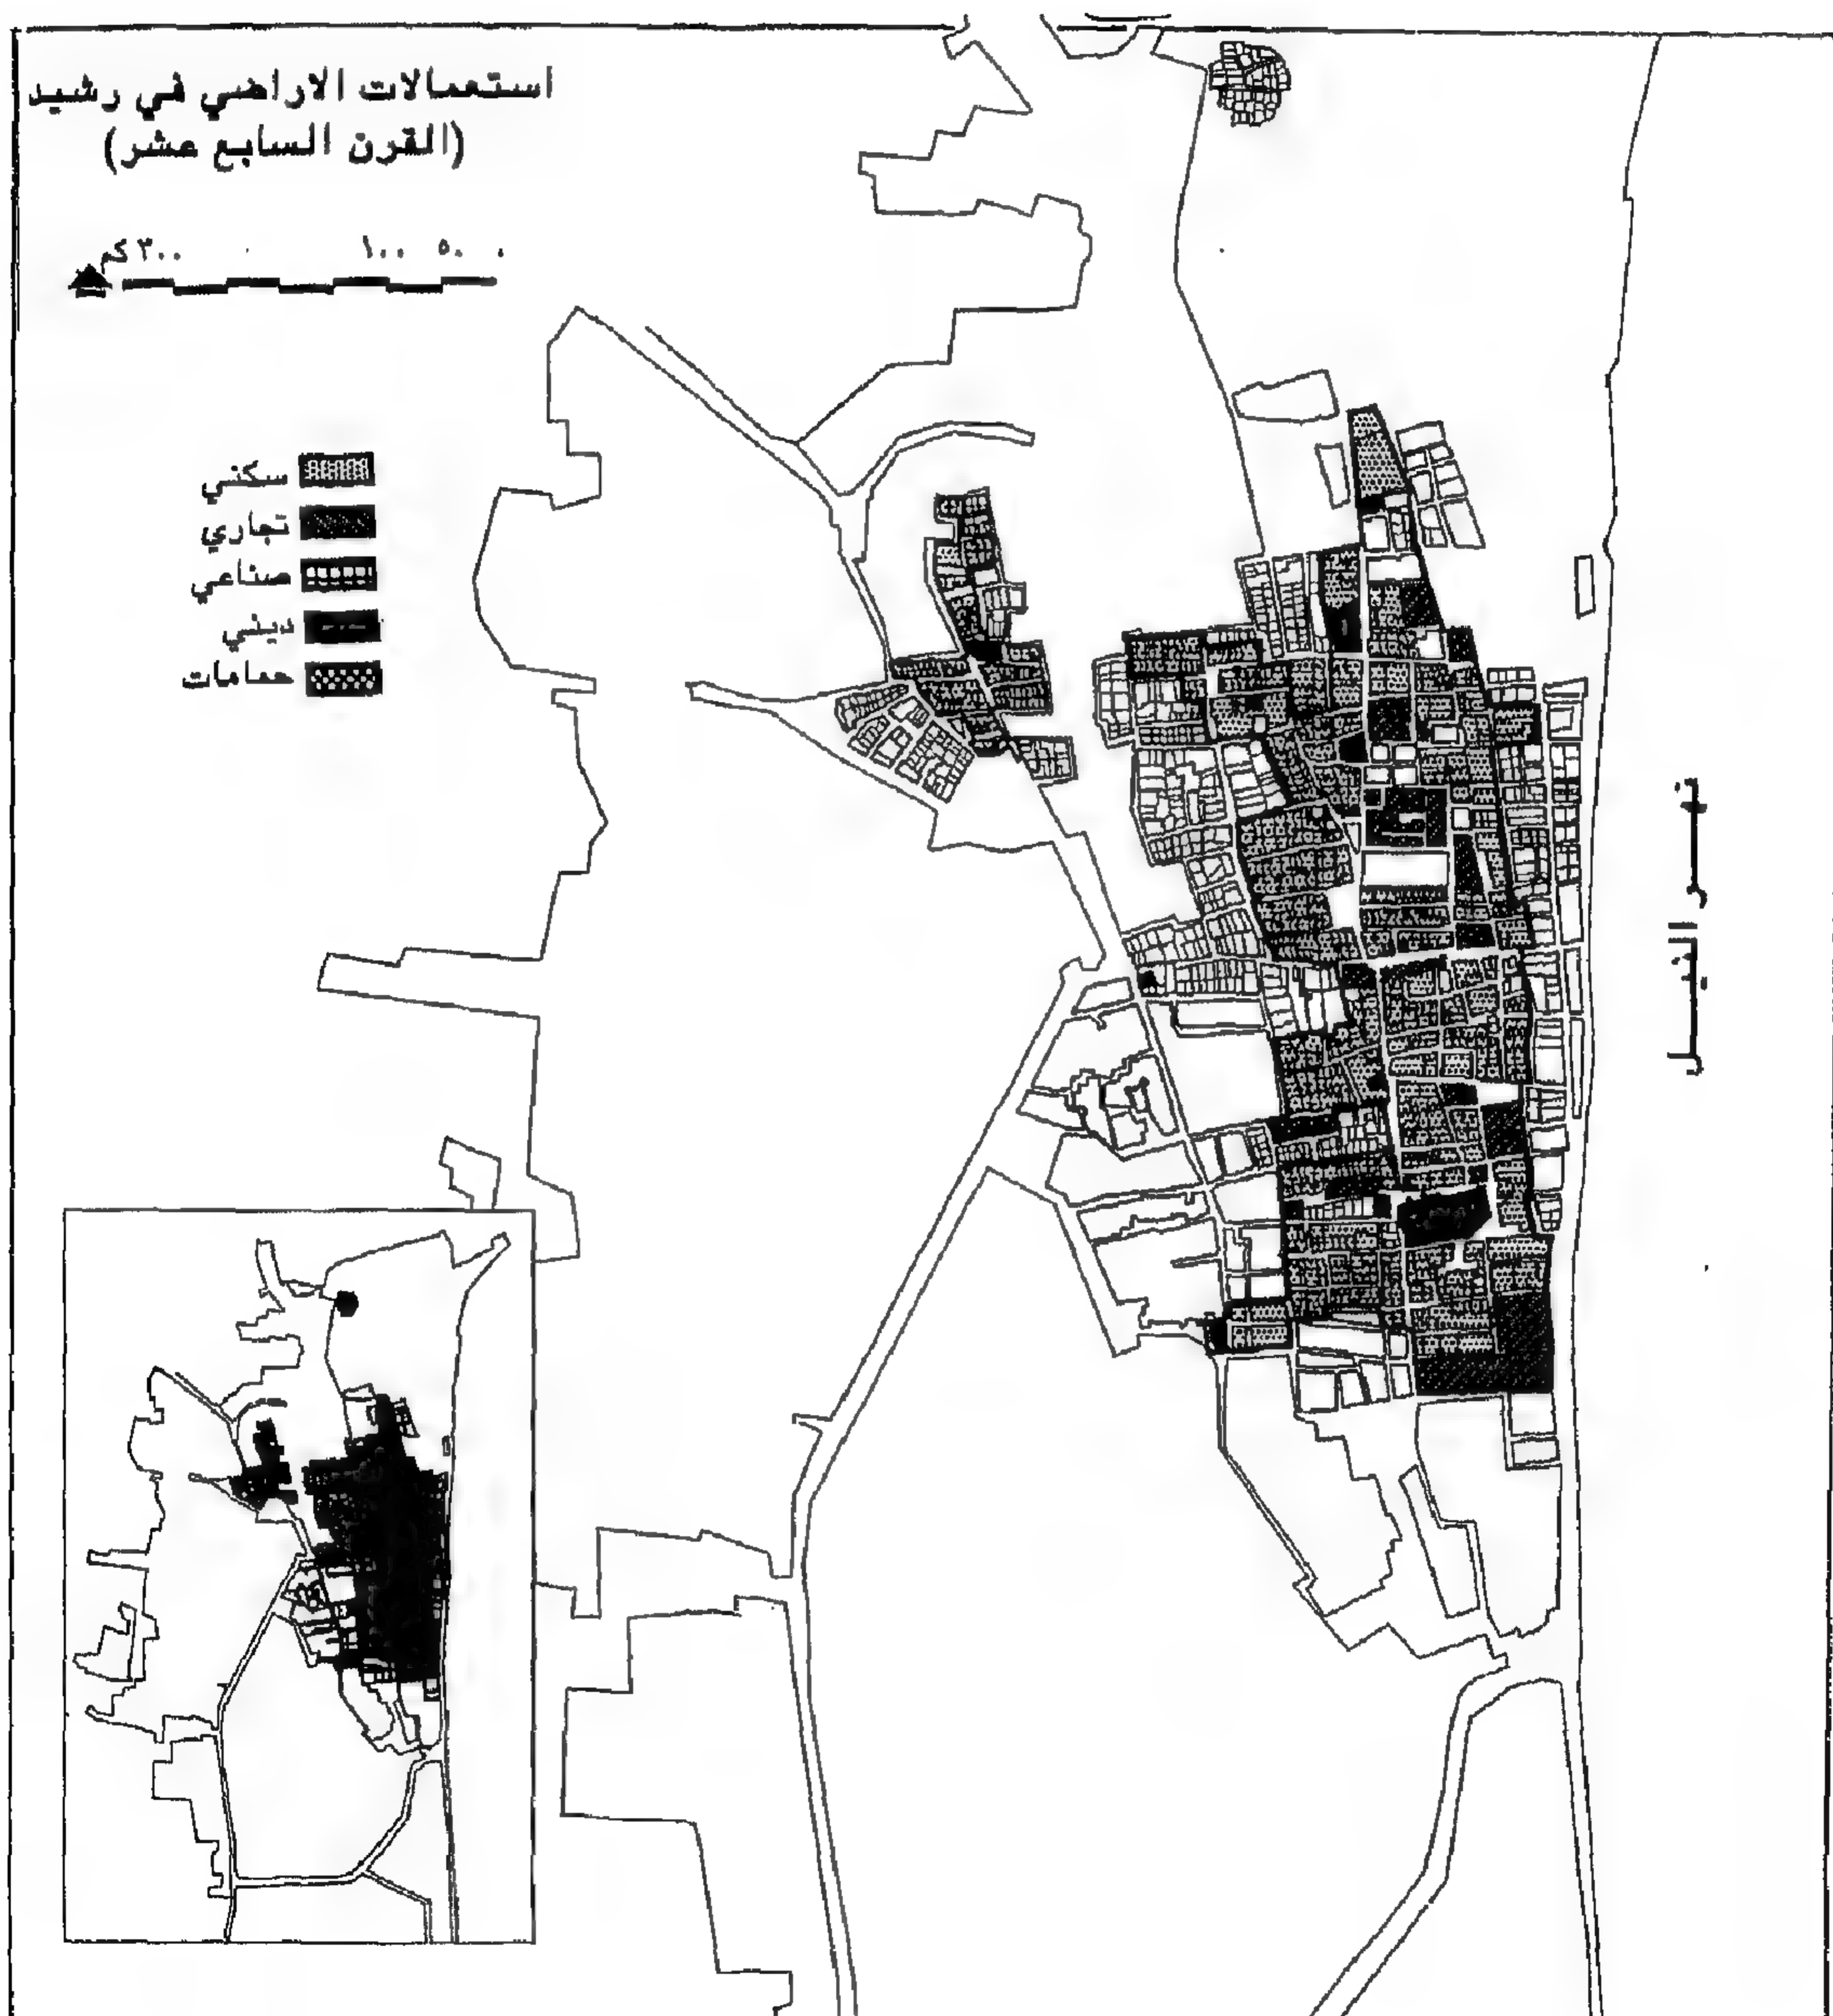 استعمالات الاراضي في رشيد
(القرن السابع عشر)
٠ ٥٠ ١٠٠ ٣٠٠ كم
سكني
تجاري
صناعي
ديني
حمامات
نهر النيل